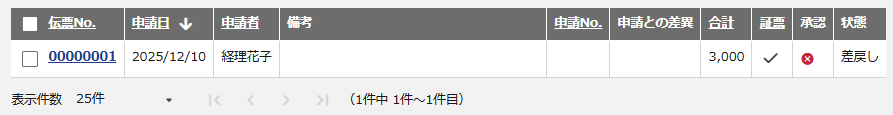 伝票No. 申請日 申請者 備考 申請No. 申請との差異 合計 証票 承認 状態
00000001 2025/12/10 経理花子 3,000 差戻し
表示件数 25件 (1件中 1件～1件目)